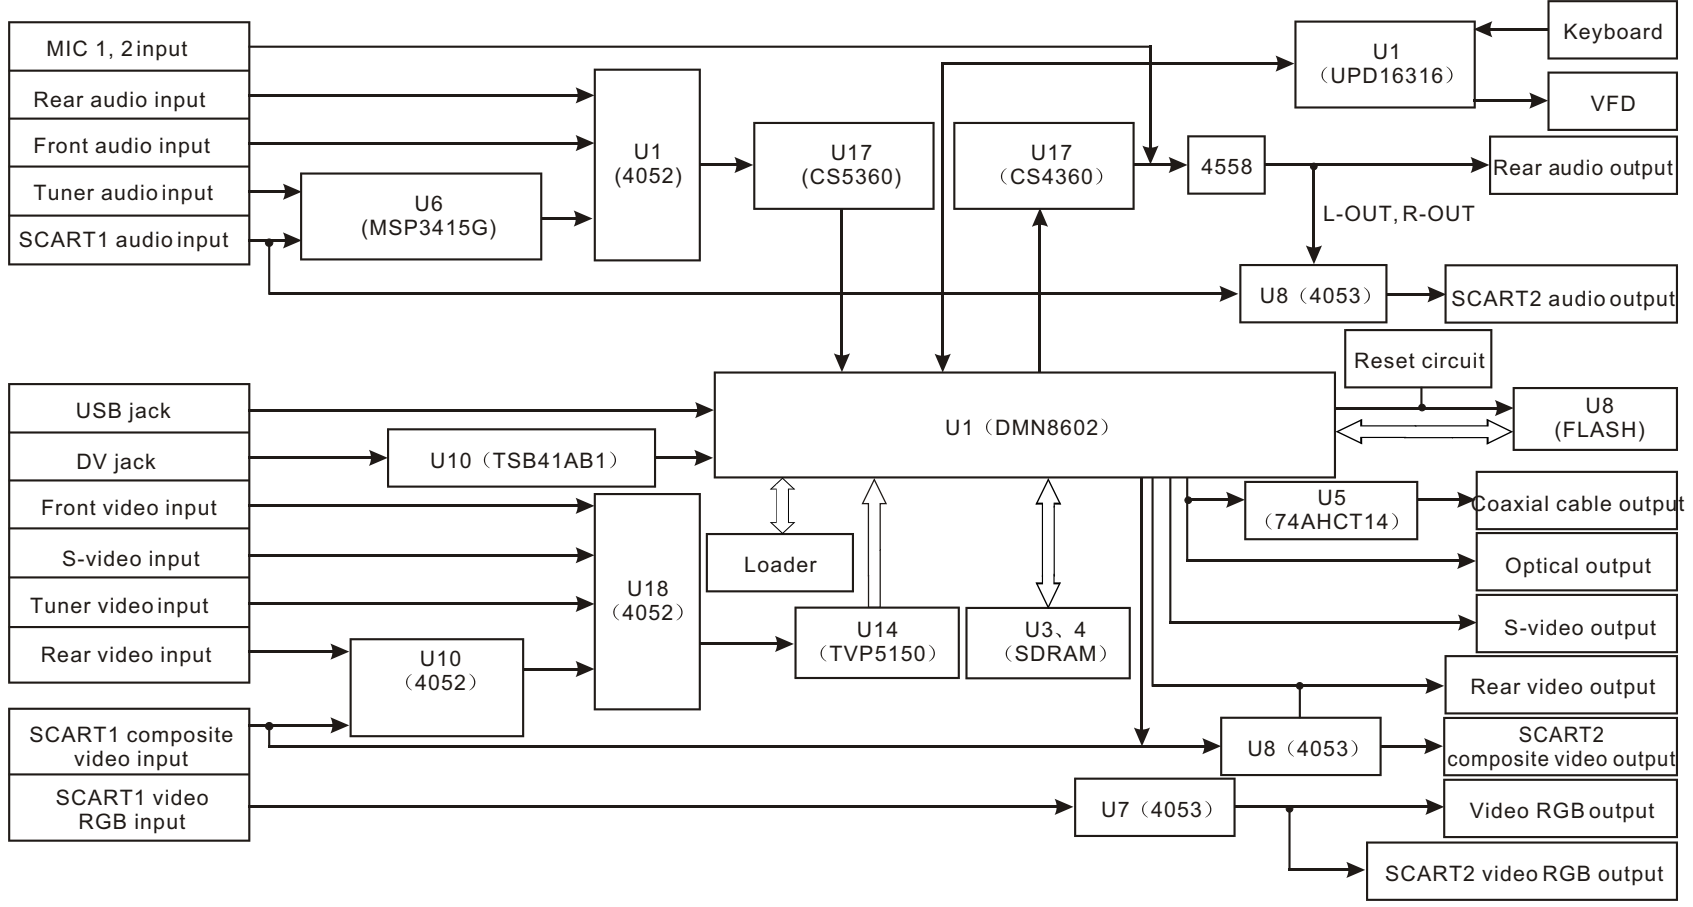 MIC 1, 2 input
Rear audio input
Front audio input
Tuner audio input
SCART1 audio input
U6
(MSP3415G)
U1
(4052)
U17
(CS5360)
U17
（CS4360）
4558
U1
（UPD16316）
Keyboard
VFD
Rear audio output
L-OUT, R-OUT
U8（4053）
SCART2 audio output
Reset circuit
USB jack
DV jack
Front video input
S-video input
Tuner video input
Rear video input
SCART1 composite
video input
SCART1 video
RGB input
U10（TSB41AB1）
U1（DMN8602）
U8
(FLASH)
U10
（4052）
U18
（4052）
Loader
U14
（TVP5150）
U3、4
（SDRAM）
U5
（74AHCT14）
Coaxial cable output
Optical output
S-video output
Rear video output
U8（4053）
SCART2
composite video output
U7（4053）
Video RGB output
SCART2 video RGB output